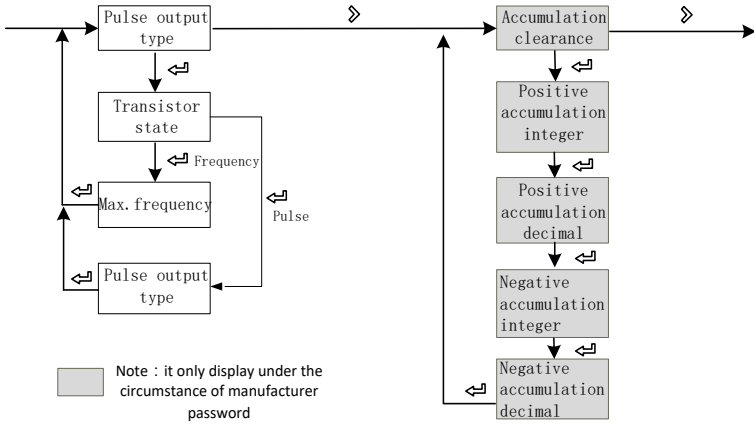 Pulse output
type
Transistor
state
Frequency
Max.frequency
Pulse
Pulse output
type
Accumulation
clearance
Positive
accumulation
integer
Positive
accumulation
decimal
Negative
accumulation
integer
Negative
accumulation
decimal
Note：it only display under the
circumstance of manufacturer
password